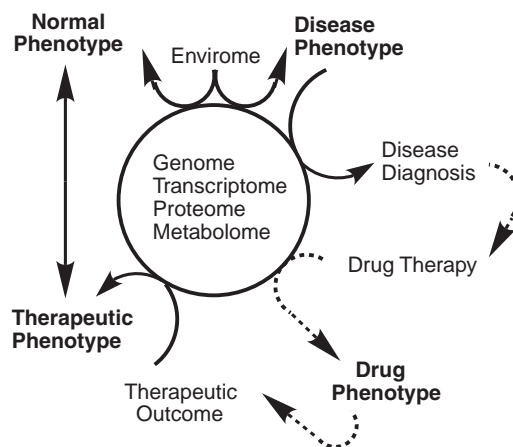 Normal
Phenotype
Envirome
Disease
Phenotype
Genome
Transcriptome
Proteome
Metabolome
Disease
Diagnosis
Drug Therapy
Therapeutic
Phenotype
Therapeutic
Outcome
Drug
Phenotype